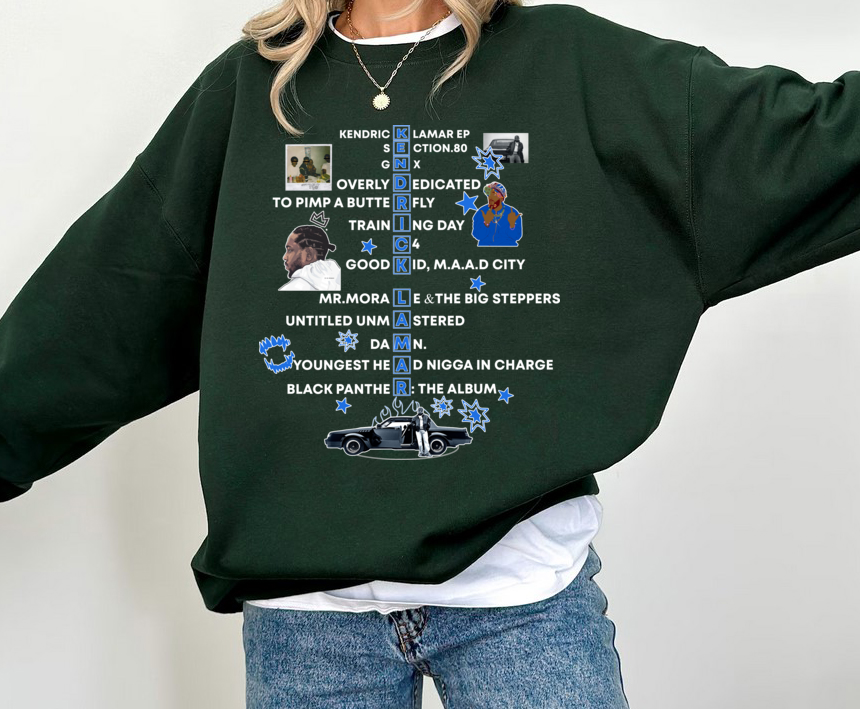 KENDRICK LAMAR EP
SECTION.80
GNX
OVERLY DEDICATED
TO PIMP A BUTTERFLY
TRAINING DAY
C4
GOOD KID, M.A.A.D CITY
MR.MORALE &THE BIG STEPPERS
UNTITLED UNMASTERED
DAMN.
YOUNGEST HEAD NIGGA IN CHARGE
BLACK PANTHER: THE ALBUM